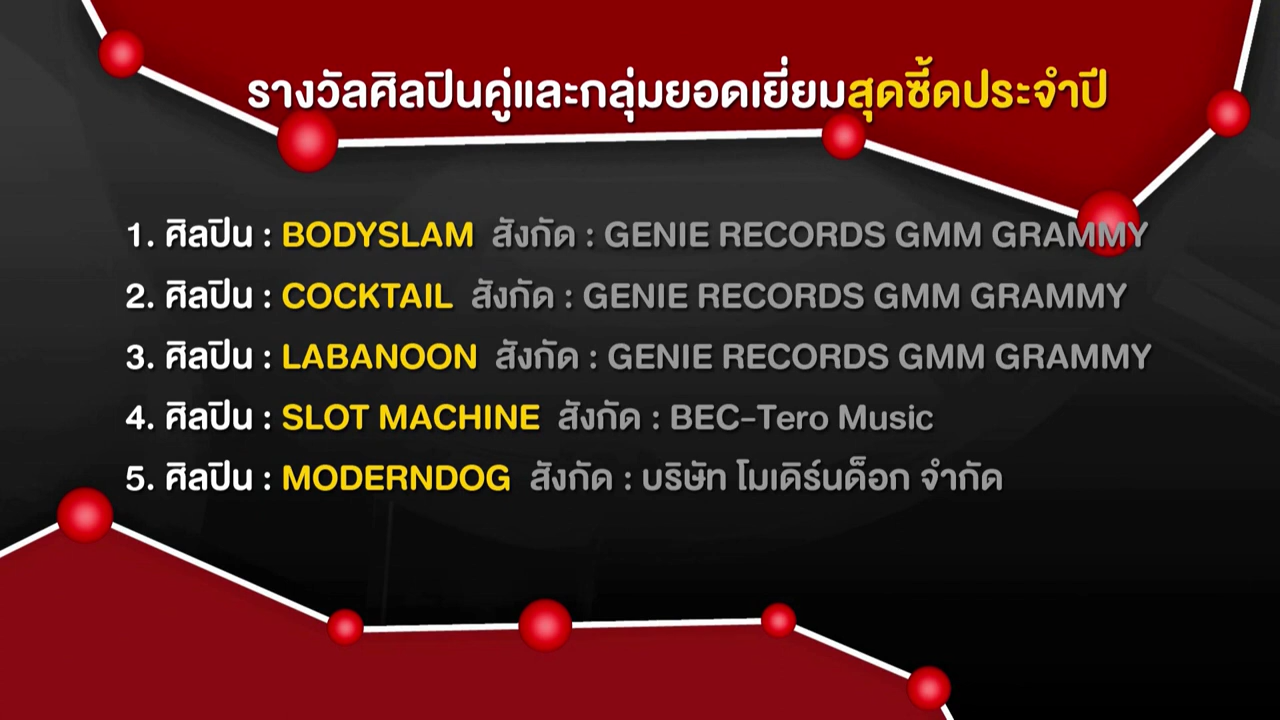 รางวัลศิลปินคู่และกลุ่มยอดเยี่ยมสุดซี้ดประจำปี
1. ศิลปิน : BODYSLAM สังกัด : GENIE RECORDS GMM GRAMMY
2. ศิลปิน : COCKTAIL สังกัด : GENIE RECORDS GMM GRAMMY
3. ศิลปิน : LABANOON สังกัด : GENIE RECORDS GMM GRAMMY
4. ศิลปิน : SLOT MACHINE สังกัด : BEC-Tero Music
5. ศิลปิน : MODERNDOG สังกัด : บริษัท โมเดิร์นด็อก จำกัด